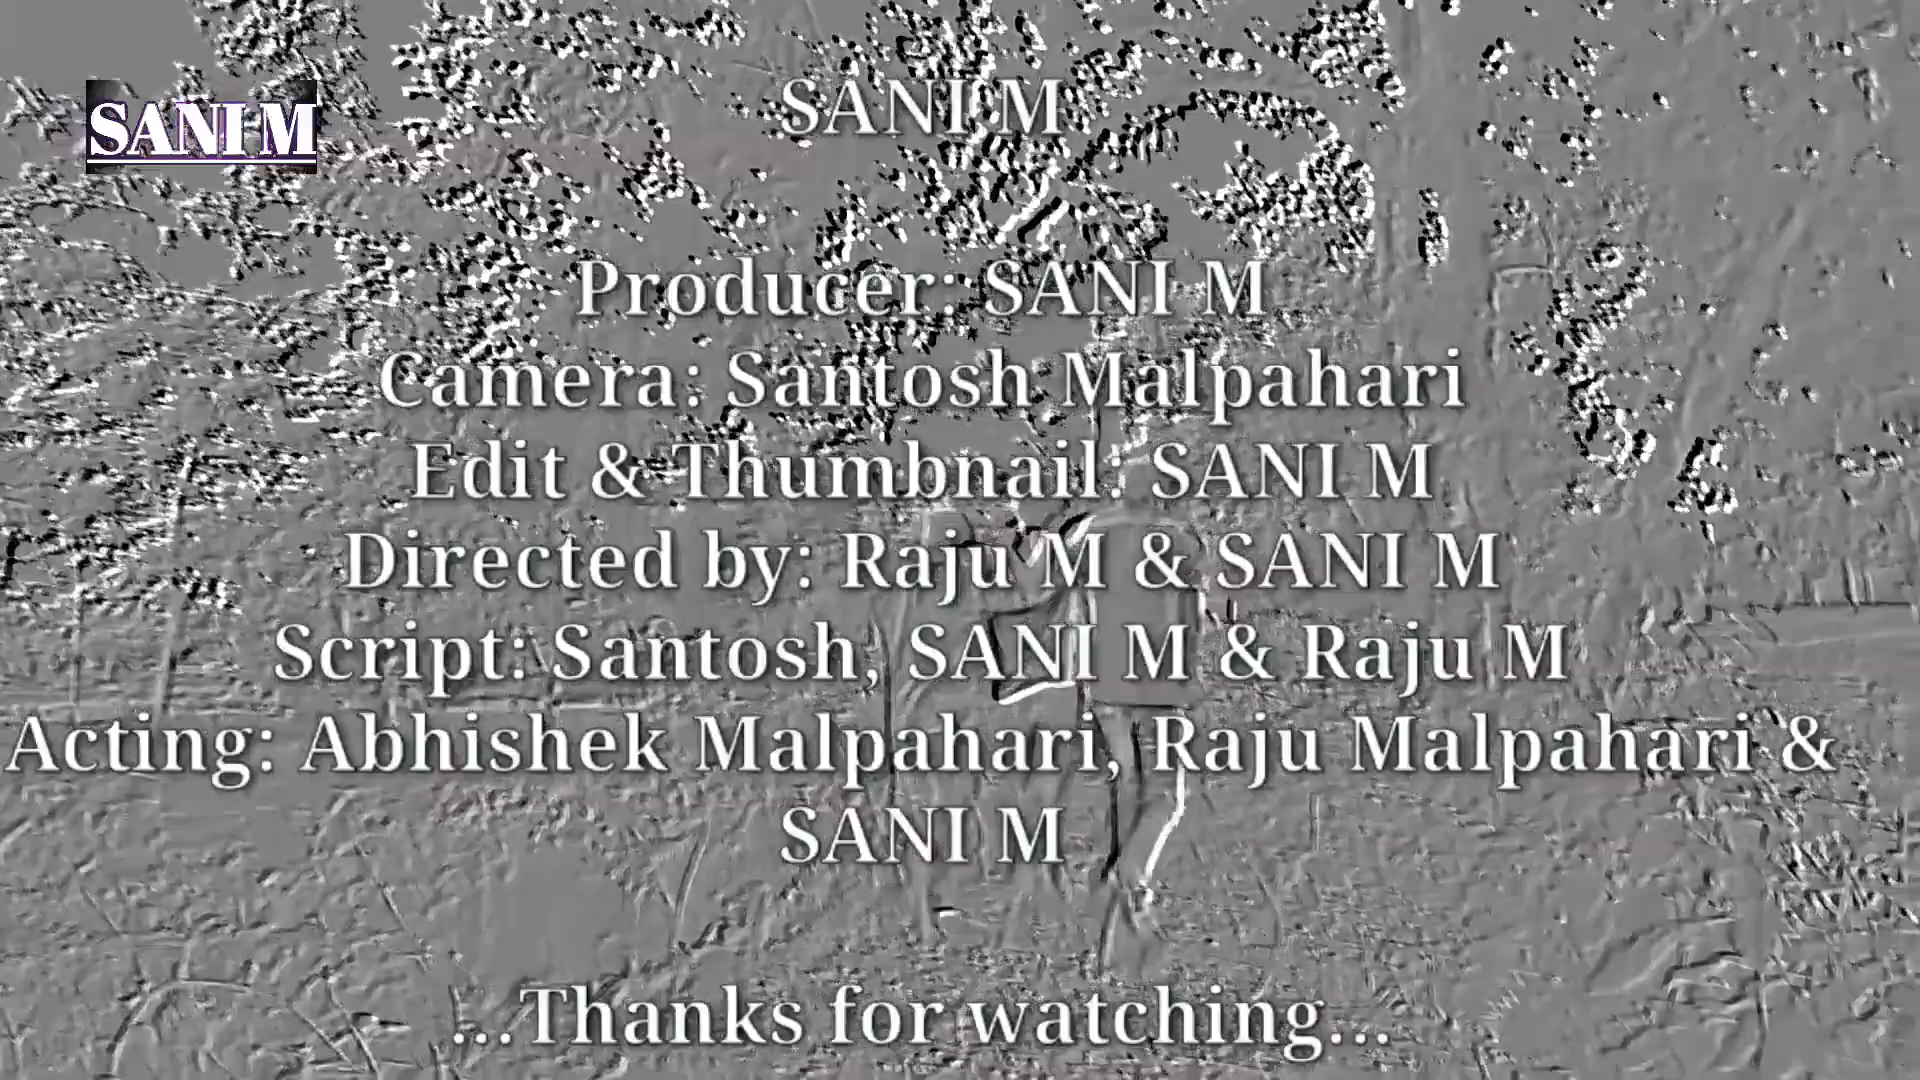 SANI M
SANI M
Producer: SANI M
Camera: Santosh Malpahari
Edit & Thumbnail: SANI M
Directed by: Raju M & SANI M
Script: Santosh, SANI M & Raju M
Acting: Abhishek Malpahari, Raju Malpahari &
SANI M
...Thanks for watching...